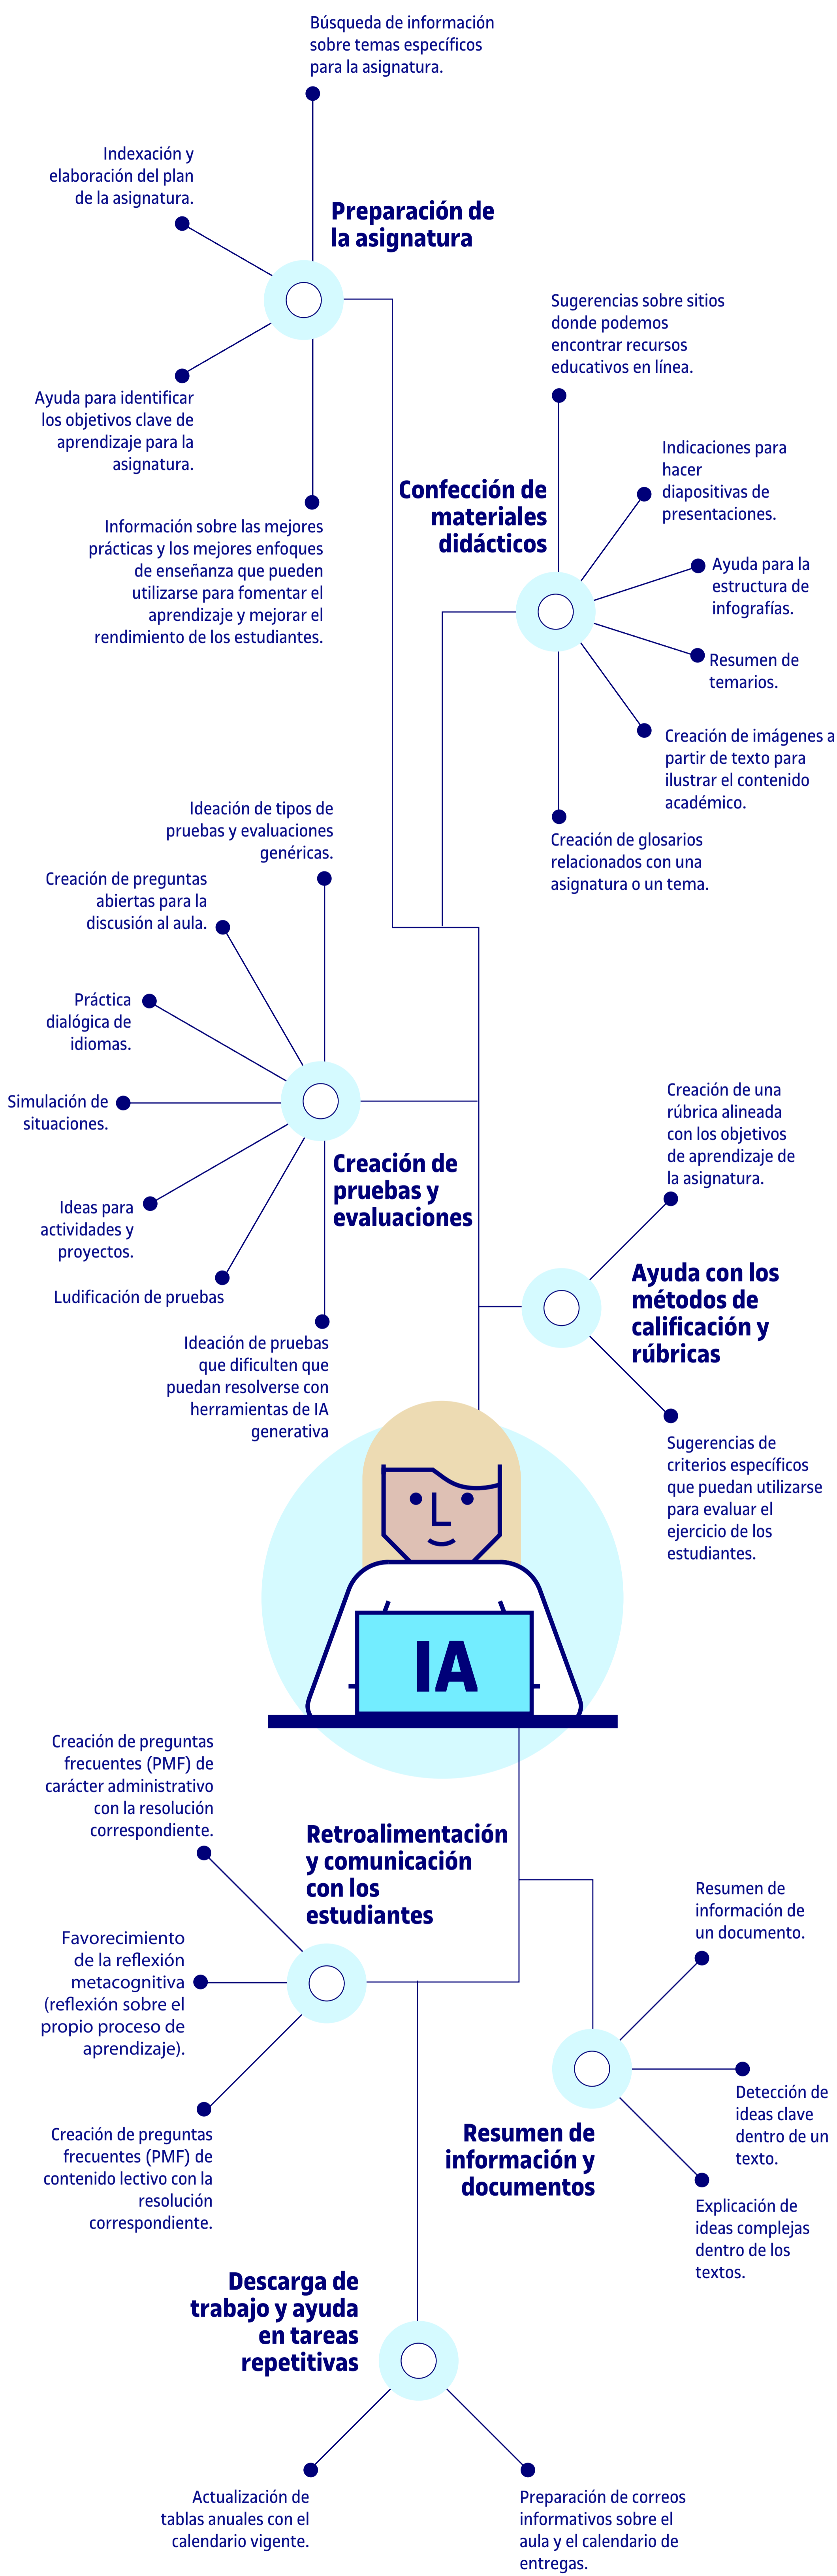 Búsqueda de información
sobre temas específicos
para la asignatura.
Indexación y
elaboración del plan
de la asignatura.
Preparación de
la asignatura
Ayuda para identificar
los objetivos clave de
aprendizaje para la
asignatura.
Información sobre las mejores
prácticas y los mejores enfoques
de enseñanza que pueden
utilizarse para fomentar el
aprendizaje y mejorar el
rendimiento de los estudiantes.
Sugerencias sobre sitios
donde podemos
encontrar recursos
educativos en línea.
Confección de
materiales
didácticos
Indicaciones para
hacer
diapositivas de
presentaciones.
Ayuda para la
estructura de
infografías.
Resumen de
temarios.
Creación de imágenes a
partir de texto para
ilustrar el contenido
académico.
Creación de glosarios
relacionados con una
asignatura o un tema.
Ideación de tipos de
pruebas y evaluaciones
genéricas.
Creación de preguntas
abiertas para la
discusión al aula.
Práctica
dialógica de
idiomas.
Simulación de
situaciones.
Creación de
pruebas y
evaluaciones
Ideas para
actividades y
proyectos.
Ludificación de pruebas
Ideación de pruebas
que dificulten que
puedan resolverse con
herramientas de IA
generativa
Creación de una
rúbrica alineada
con los objetivos
de aprendizaje de
la asignatura.
Ayuda con los
métodos de
calificación y
rúbricas
Sugerencias de
criterios específicos
que puedan utilizarse
para evaluar el
ejercicio de los
estudiantes.
IA
Creación de preguntas
frecuentes (PMF) de
carácter administrativo
con la resolución
correspondiente.
Retroalimentación
y comunicación
con los
estudiantes
Favorecimiento
de la reflexión
metacognitiva
(reflexión sobre el
propio proceso de
aprendizaje).
Creación de preguntas
frecuentes (PMF) de
contenido lectivo con la
resolución
correspondiente.
Resumen de
información de
un documento.
Resumen de
información y
documentos
Detección de
ideas clave
dentro de un
texto.
Explicación de
ideas complejas
dentro de los
textos.
Descarga de
trabajo y ayuda
en tareas
repetitivas
Actualización de
tablas anuales con el
calendario vigente.
Preparación de correos
informativos sobre el
aula y el calendario de
entregas.